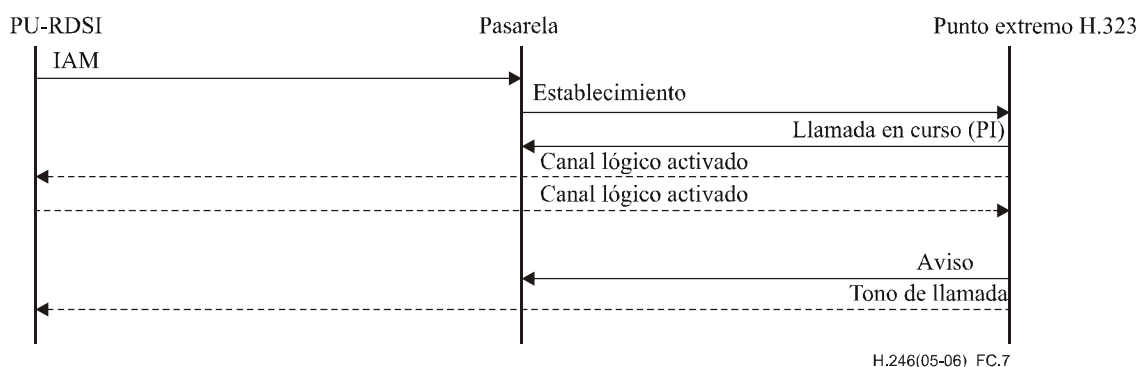 PU-RDSI
Pasarela
Punto extremo H.323
IAM
Establecimiento
Llamada en curso (PI)
Canal lógico activado
Canal lógico activado
Aviso
Tono de llamada
H.246(05-06)_FC.7